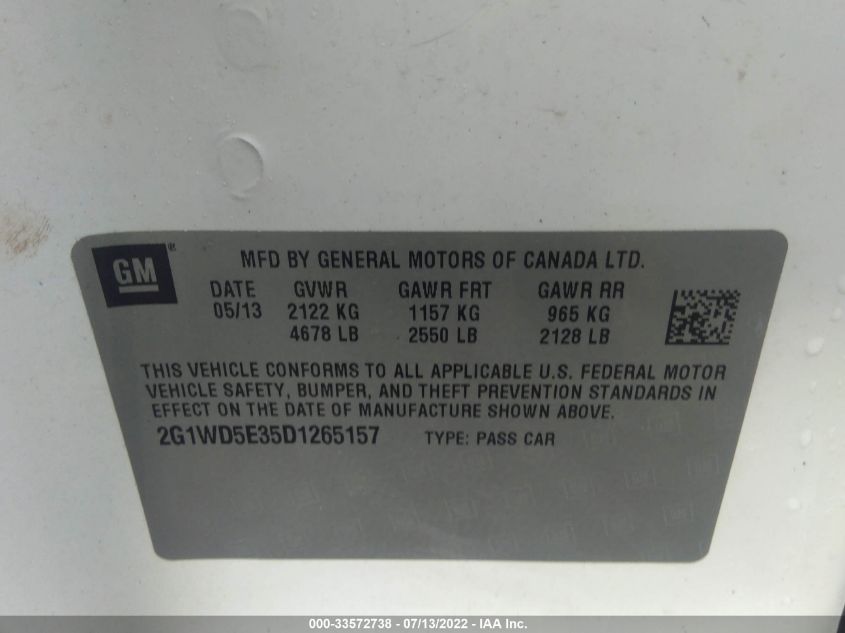 GM ®
MFD BY GENERAL MOTORS OF CANADA LTD.
DATE GVWR GAWR FRT GAWR RR
05/13 2122 KG 1157 KG 965 KG
4678 LB 2550 LB 2128 LB
THIS VEHICLE CONFORMS TO ALL APPLICABLE U.S. FEDERAL MOTOR
VEHICLE SAFETY, BUMPER, AND THEFT PREVENTION STANDARDS IN
EFFECT ON THE DATE OF MANUFACTURE SHOWN ABOVE.
2G1WD5E35D1265157 TYPE: PASS CAR
000-33572738 - 07/13/2022 - IAA Inc.